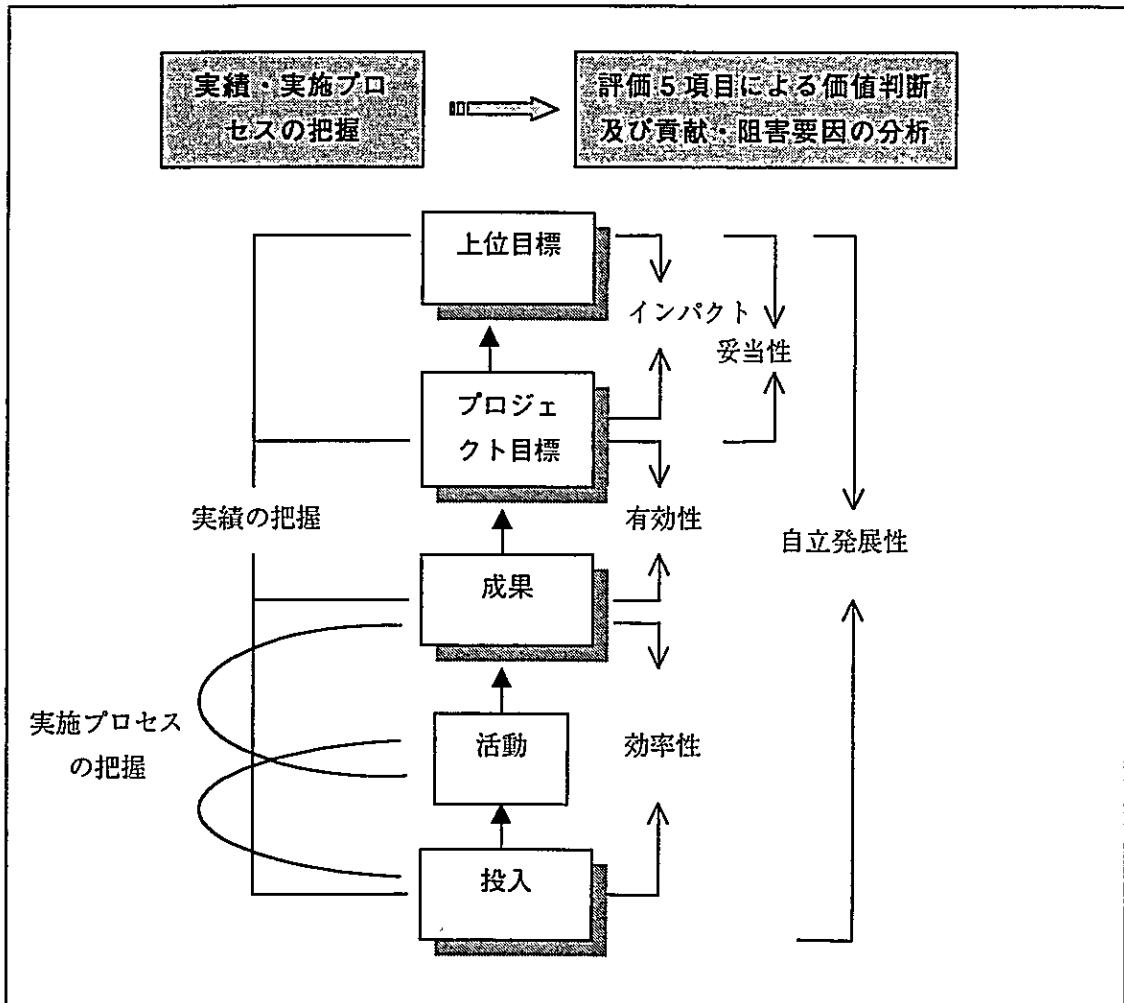 実績・実施プロ
セスの把握
評価5項目による価値判断
及び貢献・阻害要因の分析
上位目標
インパクト
妥当性
プロジェ
クト目標
実績の把握
有効性
自立発展性
成果
実施プロセス
の把握
活動
効率性
投入